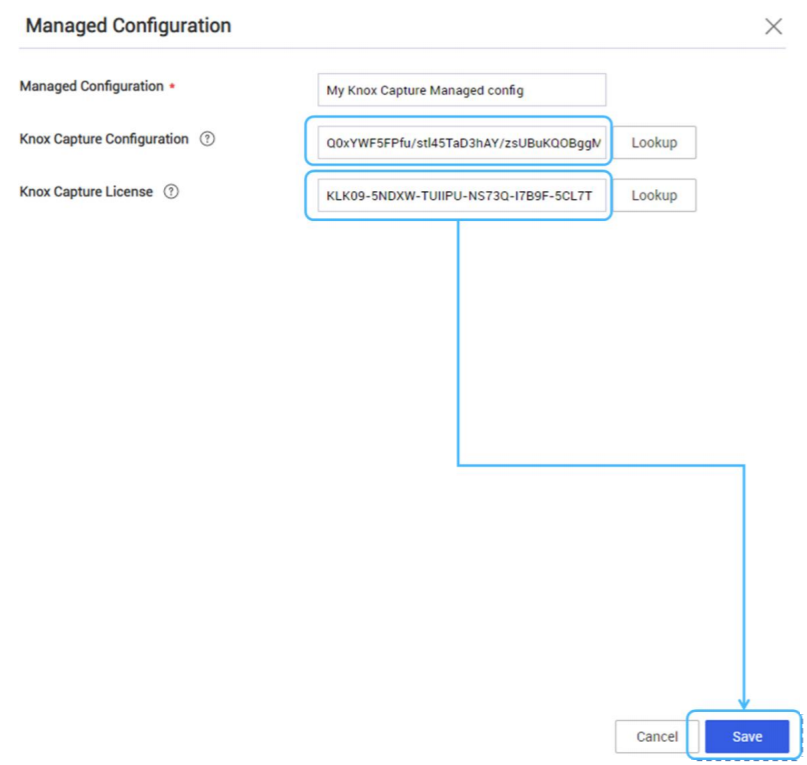 Managed Configuration
Managed Configuration •
My Knox Capture Managed config
Knox Capture Configuration ?
Q0xYWF5FPfu/stl45TaD3hAY/zsUBuKQOBggM
Lookup
Knox Capture License ?
KLK09-5NDXW-TUIIPU-NS73Q-I7B9F-5CL7T
Lookup
Cancel
Save